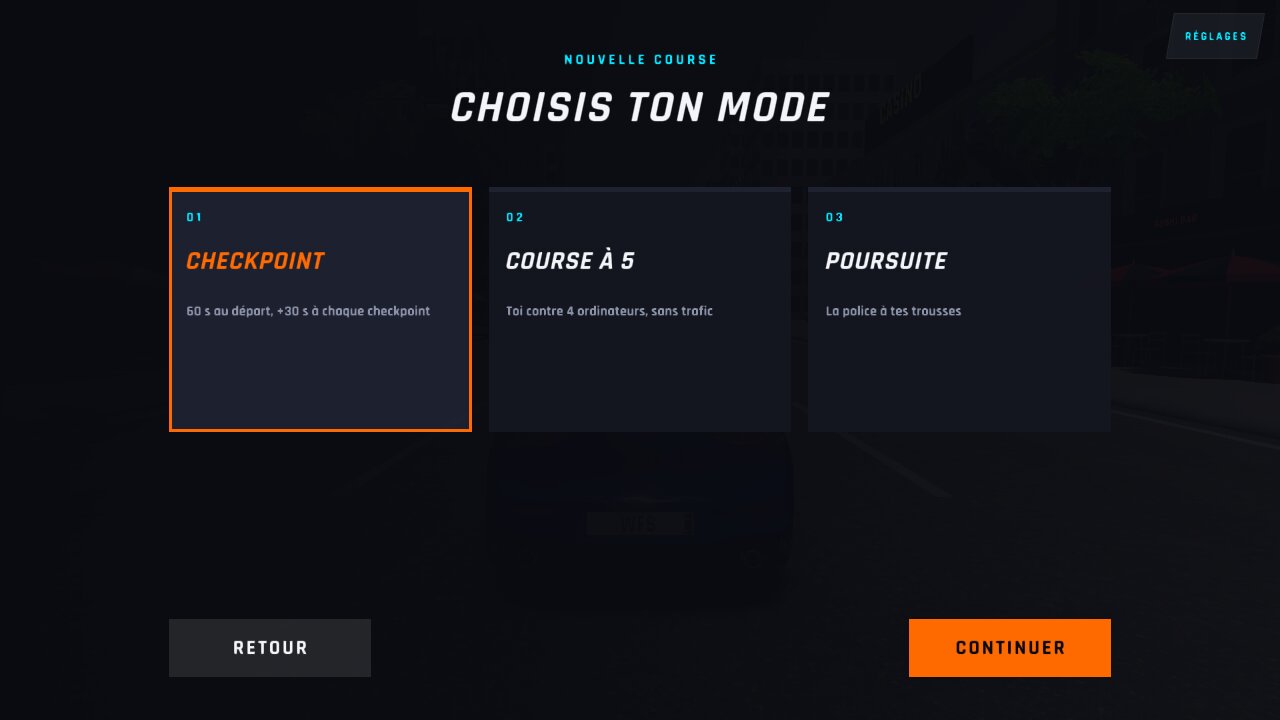 RÉGLAGES
NOUVELLE COURSE
CHOISIS TON MODE
01
CHECKPOINT
60 s au départ, +30 s à chaque checkpoint
02
COURSE À 5
Toi contre 4 ordinateurs, sans trafic
03
POURSUITE
La police à tes trousses
CASINO
RETOUR
CONTINUER